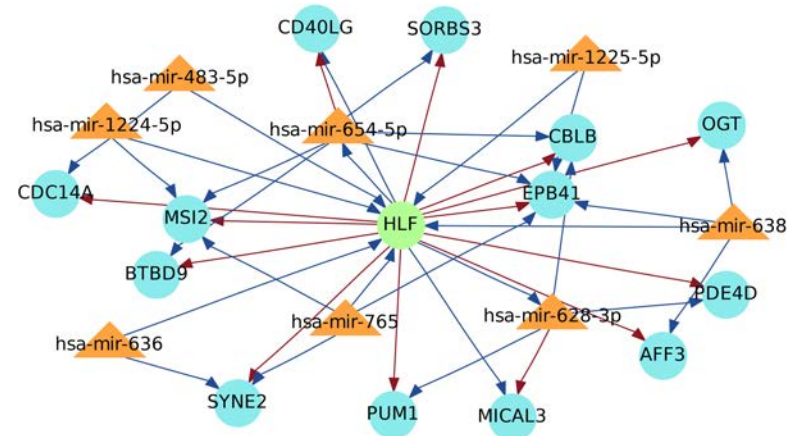 CD40LG
SORBS3
hsa-mir-1225-5p
hsa-mir-483-5p
hsa-mir-1224-5p
hsa-mir-654-5p
CBLB
OGT
CDC14A
EPB41
MSI2
HLF
hsa-mir-638
BTBD9
PDE4D
hsa-mir-765
hsa-mir-628-3p
hsa-mir-636
AFF3
SYNE2
PUM1
MICAL3